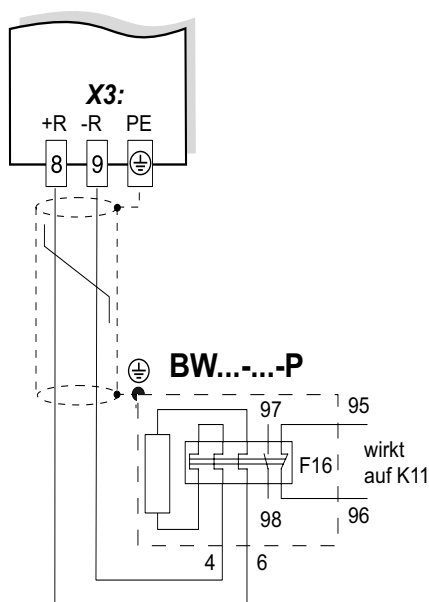 X3:
+R -R PE
8 9
BW...-...-P
97 95
F16
wirkt
auf K11
98 96
4 6